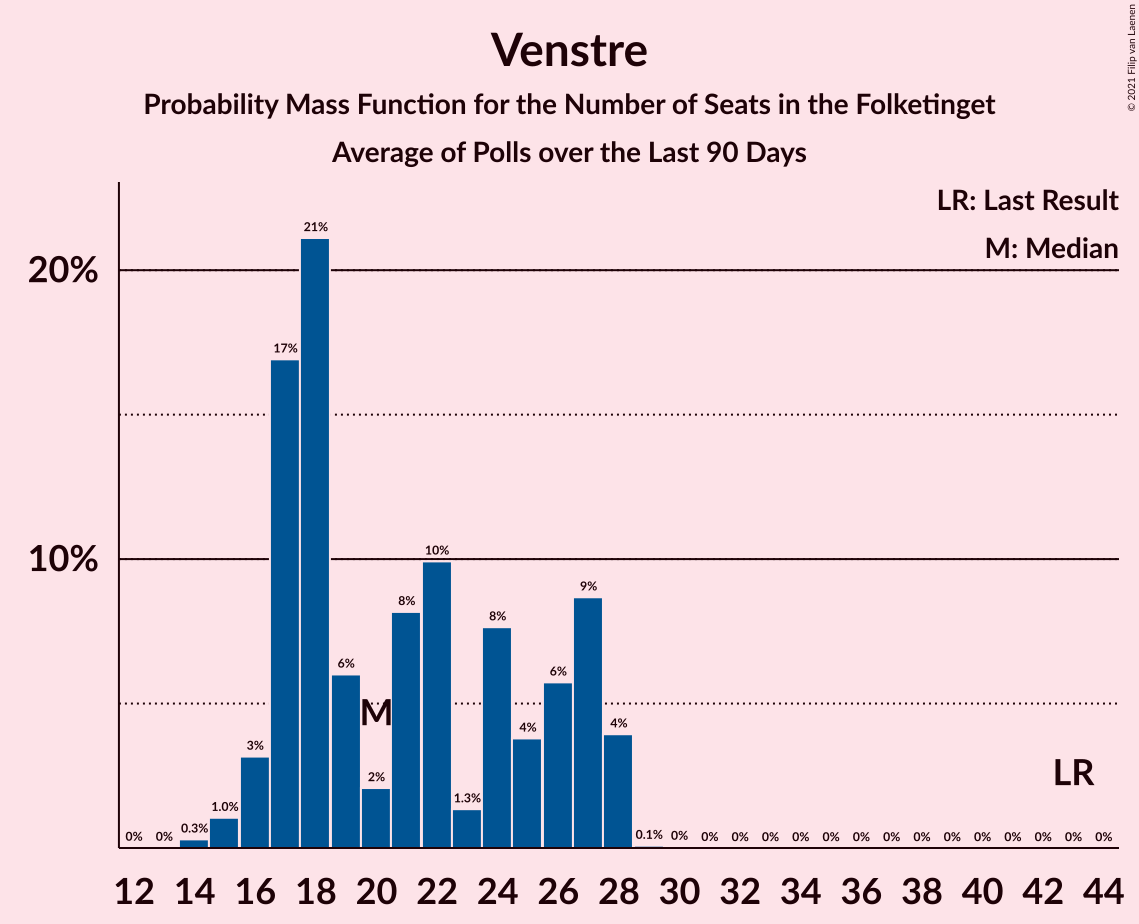 Venstre
Probability Mass Function for the Number of Seats in the Folketinget
Average of Polls over the Last 90 Days
© 2021 Filip van Laenen
LR: Last Result
M: Median
20%
10%
0% 0% 0.3% 1.0% 3% 17% 21% 6% 2% 8% 10% 1.3% 8% 4% 6% 9% 4% 0.1% 0% 0% 0% 0% 0% 0% 0% 0% 0% 0% 0% 0% 0% 0% 0%
M
LR
12 14 16 18 20 22 24 26 28 30 32 34 36 38 40 42 44